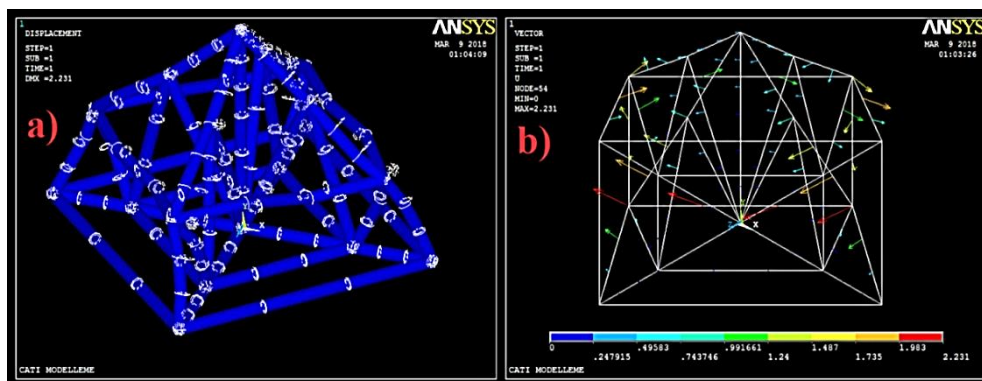 1
DISPLACEMENT
STEP=1
SUB =1
TIME=1
DMX =2.231
ANSYS
MAR 9 2018
01:04:09
a)
X
CATI MODELLEME
1
VECTOR
STEP=1
SUB =1
TIME=1
U
NODE=54
MIN=0
MAX=2.231
ANSYS
MAR 9 2018
01:03:26
b)
X
0 .49583 .991661 1.487 1.983
.247915 .743746 1.24 1.735 2.231
CATI MODELLEME